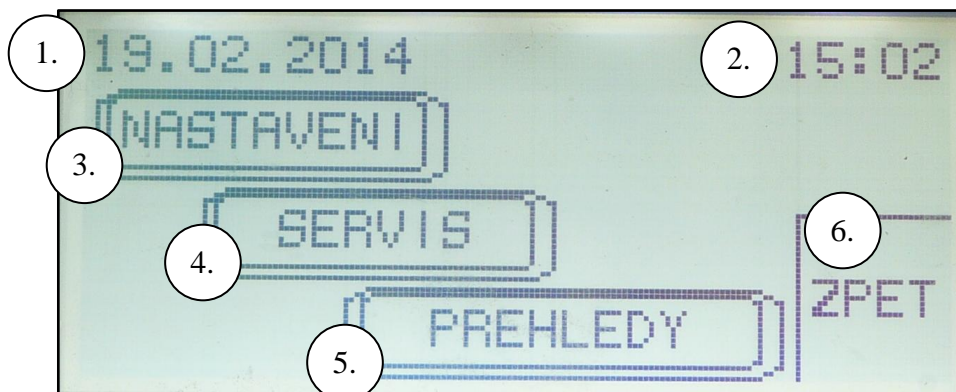 1. 19.02.2014 2. 15:02
3. NASTAVENI
4. SERVIS
6.
ZPET
5. PREHLEDY